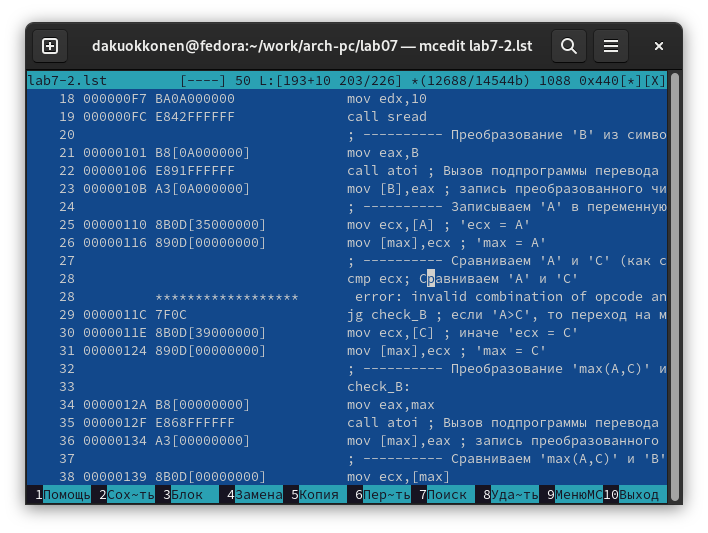 dakuokkonen@fedora:~/work/arch-pc/lab07 — mcedit lab7-2.lst
lab7-2.lst [----] 50 L:[193+10 203/226] *(12688/14544b) 1088 0x440[*][X]
18 000000F7 BA0A000000 mov edx,10
19 000000FC E842FFFFFF call sread
20 ; ---------- Преобразование 'B' из симво
21 00000101 B8[0A000000] mov eax,B
22 00000106 E891FFFFFF call atoi ; Вызов подпрограммы перевода
23 0000010B A3[0A000000] mov [B],eax ; запись преобразованного чи
24 ; ---------- Записываем 'A' в переменную
25 00000110 8B0D[35000000] mov ecx,[A] ; 'ecx = A'
26 00000116 890D[00000000] mov [max],ecx ; 'max = A'
27 ; ---------- Сравниваем 'A' и 'C' (как с
28 cmp ecx; Сравниваем 'A' и 'C'
28 ****************** error: invalid combination of opcode an
29 0000011C 7F0C jg check_B ; если 'A>C', то переход на м
30 0000011E 8B0D[39000000] mov ecx,[C] ; иначе 'ecx = C'
31 00000124 890D[00000000] mov [max],ecx ; 'max = C'
32 ; ---------- Преобразование 'max(A,C)' и
33 check_B:
34 0000012A B8[00000000] mov eax,max
35 0000012F E868FFFFFF call atoi ; Вызов подпрограммы перевода
36 00000134 A3[00000000] mov [max],eax ; запись преобразованного
37 ; ---------- Сравниваем 'max(A,C)' и 'B'
38 00000139 8B0D[00000000] mov ecx,[max]
1Помощь 2Сох~ть 3Блок 4Замена 5Копия 6Пер~ть 7Поиск 8Уда~ть 9МенюМС 10Выход